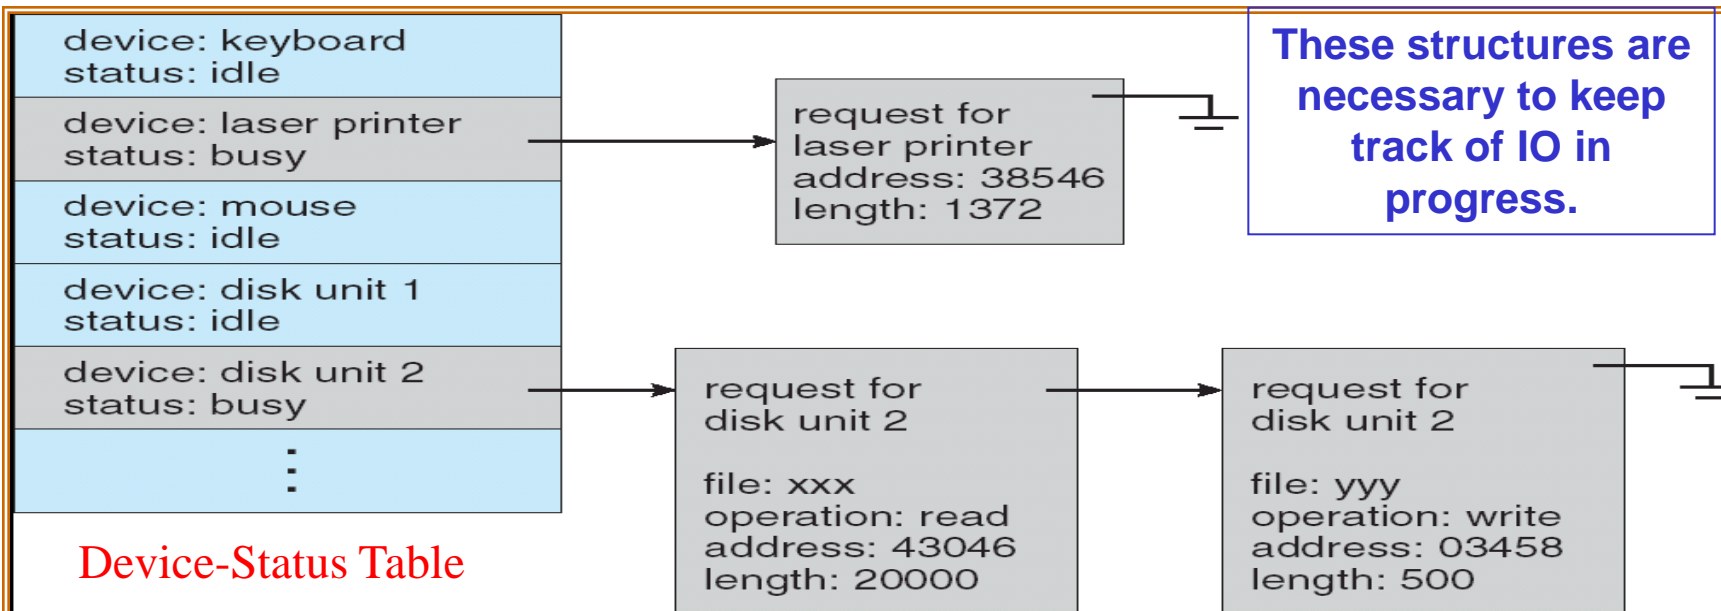 device: keyboard
status: idle
device: laser printer
status: busy
device: mouse
status: idle
device: disk unit 1
status: idle
device: disk unit 2
status: busy
Device-Status Table
request for
laser printer
address: 38546
length: 1372
These structures are
necessary to keep
track of IO in
progress.
request for
disk unit 2
file: xxx
operation: read
address: 43046
length: 20000
request for
disk unit 2
file: yyy
operation: write
address: 03458
length: 500